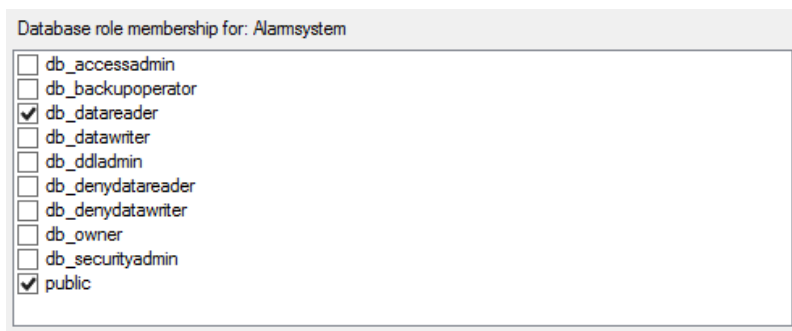 Database role membership for: Alarmsystem
db_accessadmin
db_backupoperator
db_datareader
db_datawriter
db_ddladmin
db_denydatareader
db_denydatawriter
db_owner
db_securityadmin
public